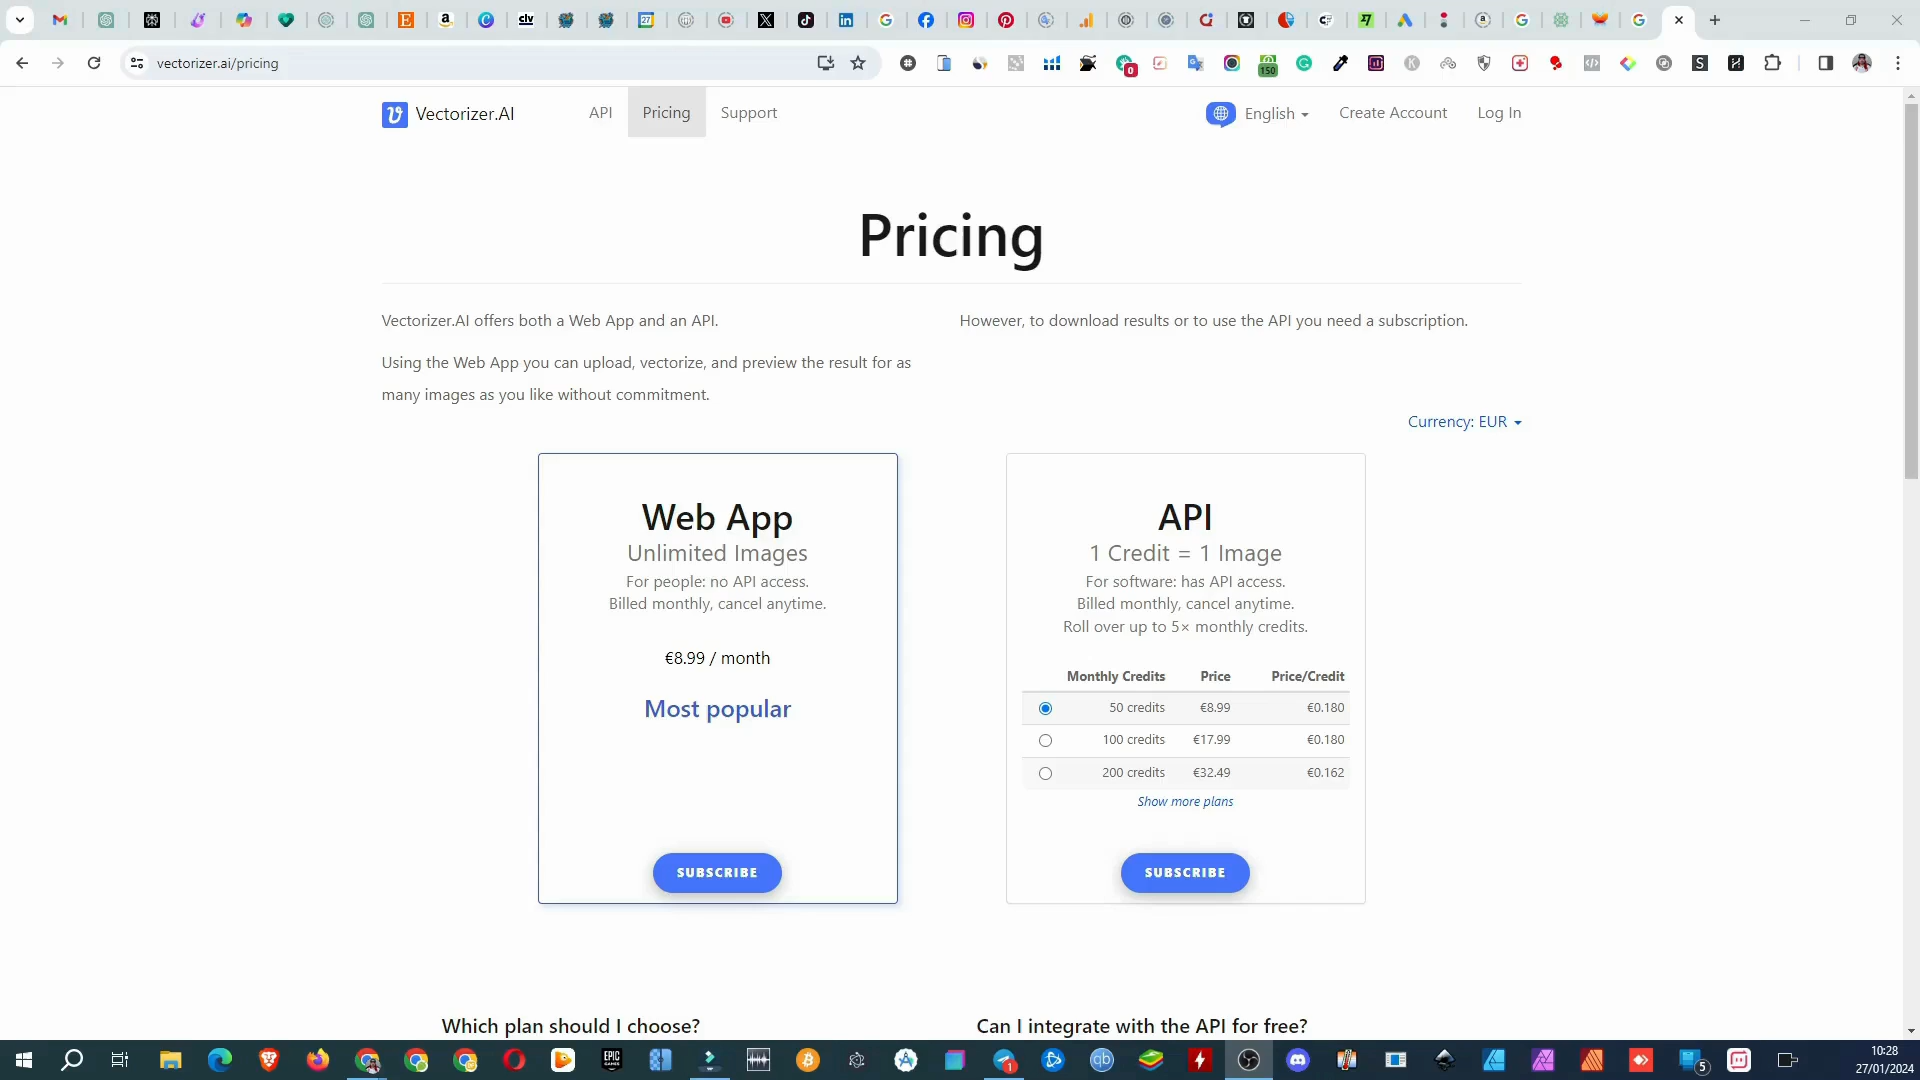 vectorizer.ai/pricing
0
150
Vectorizer.AI
API
Pricing
Support
English
Create Account
Log In
Pricing
Vectorizer.AI offers both a Web App and an API.
Using the Web App you can upload, vectorize, and preview the result for as
many images as you like without commitment.
However, to download results or to use the API you need a subscription.
Currency: EUR
Web App
Unlimited Images
For people: no API access.
Billed monthly, cancel anytime.
€8.99 / month
Most popular
SUBSCRIBE
API
1 Credit = 1 Image
For software: has API access.
Billed monthly, cancel anytime.
Roll over up to 5× monthly credits.
Monthly Credits Price Price/Credit
50 credits €8.99 €0.180
100 credits €17.99 €0.180
200 credits €32.49 €0.162
Show more plans
SUBSCRIBE
Which plan should I choose?
Can I integrate with the API for free?
10:28
27/01/2024